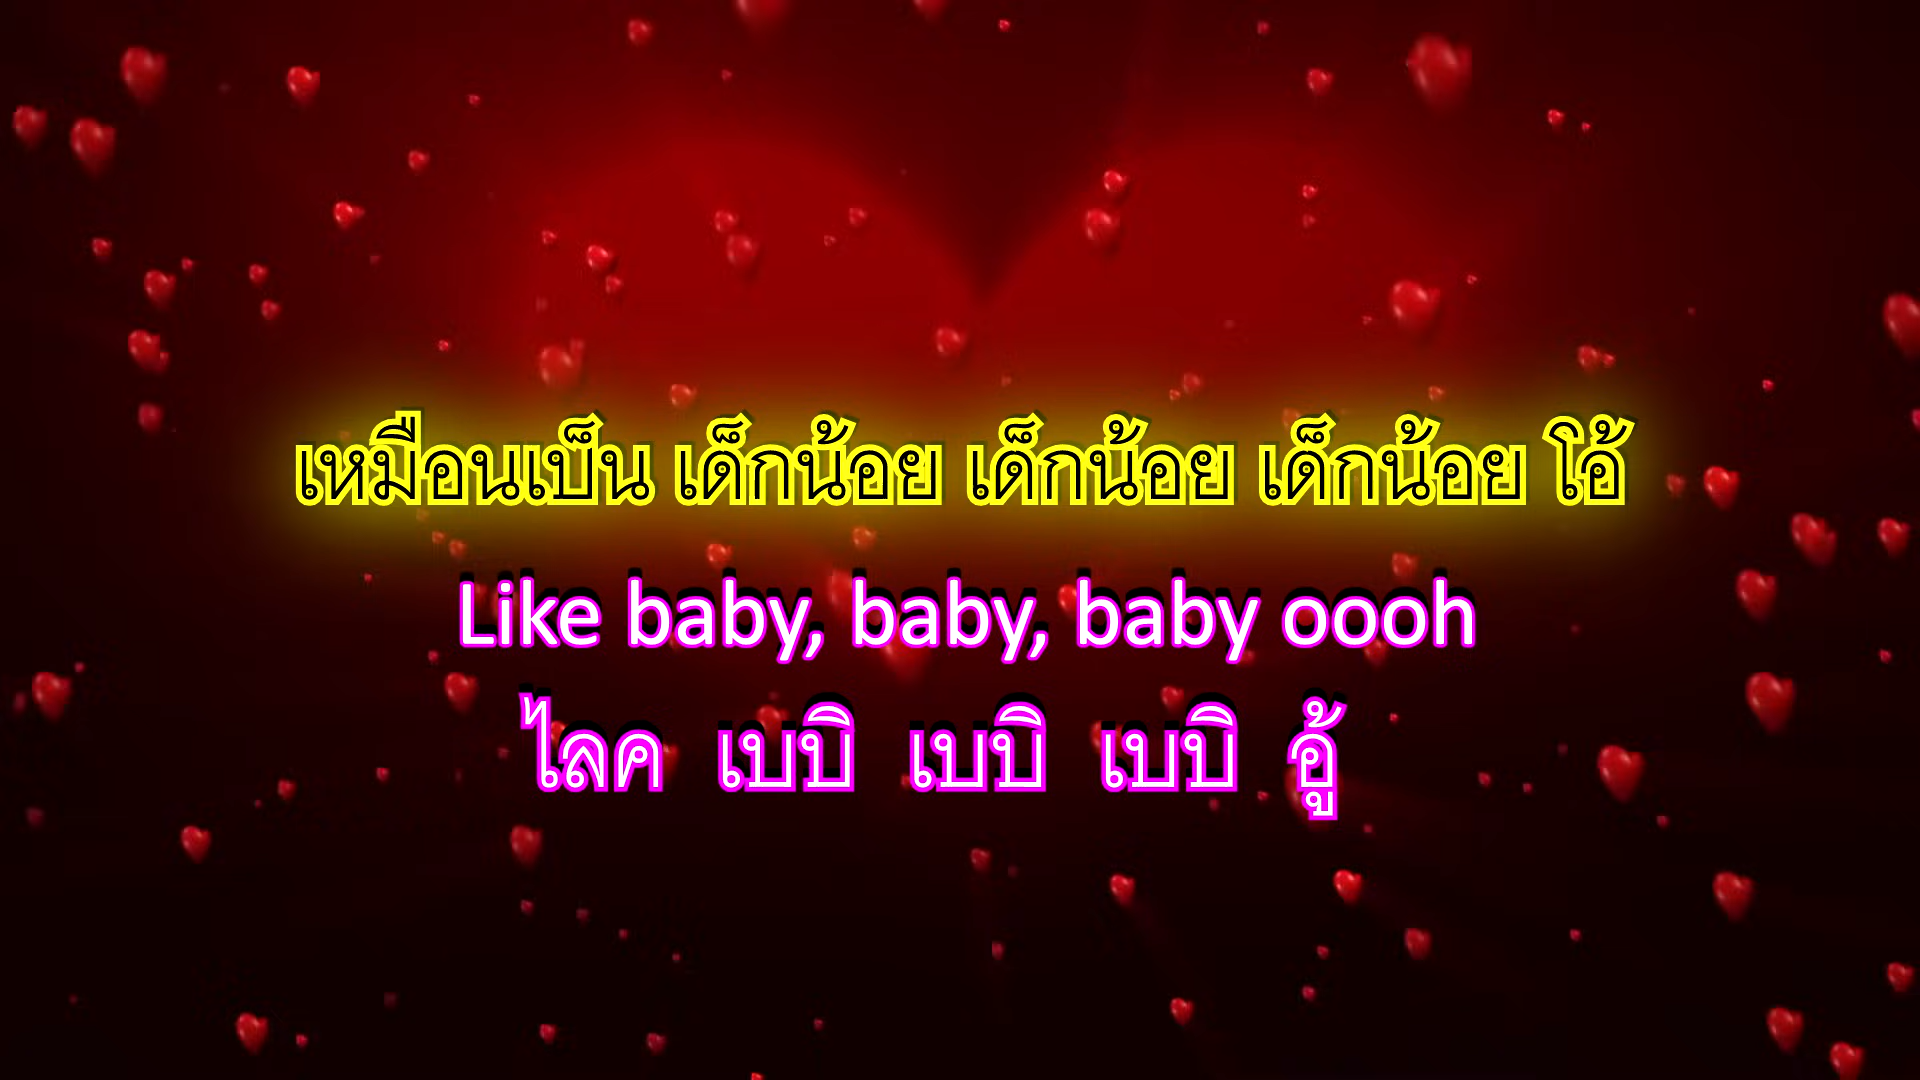 เหมือนเป็น เด็กน้อย เด็กน้อย เด็กน้อย โอ้
Like baby, baby, baby oooh
ไลค เบบิ เบบิ เบบิ อู้